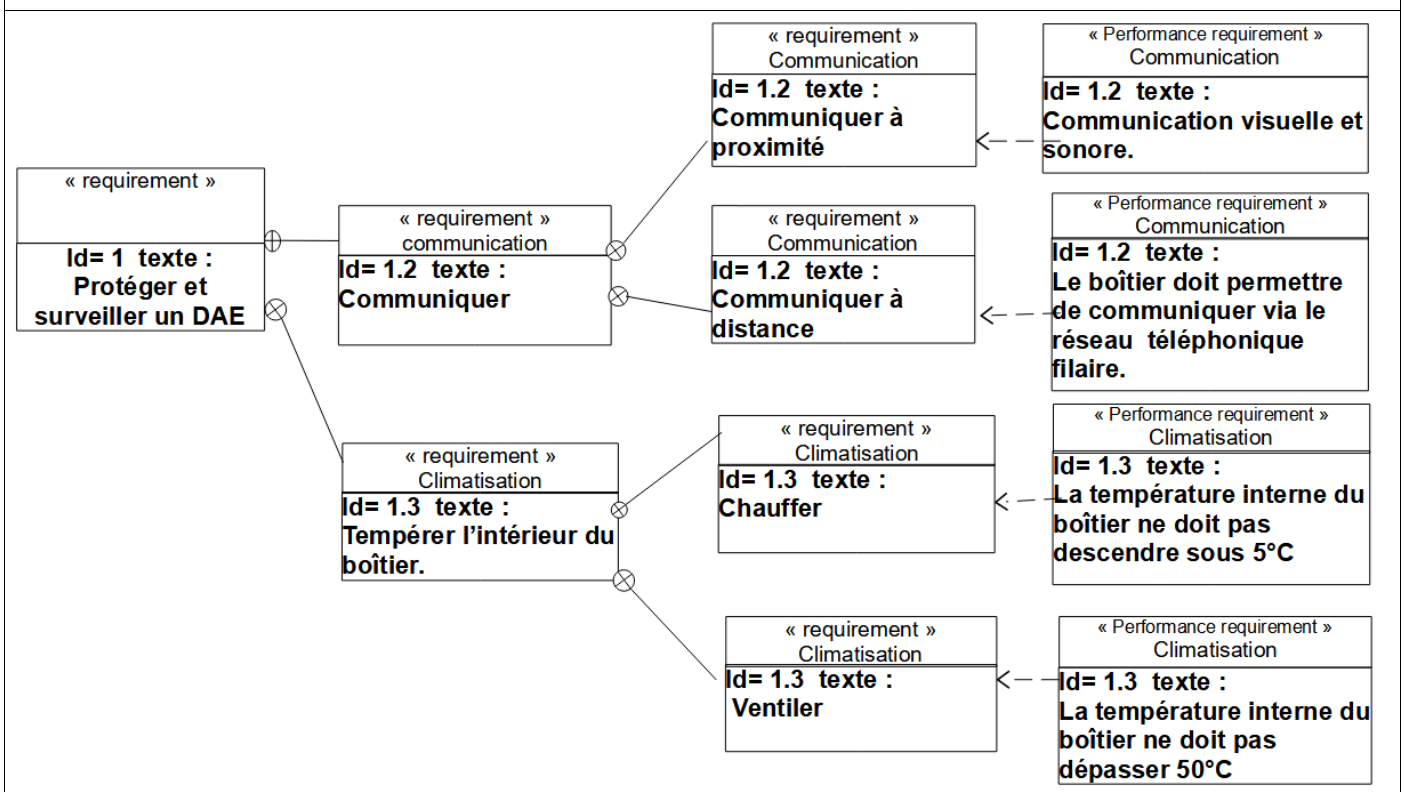 « requirement »
Id= 1 texte :
Protéger et
surveiller un DAE
« requirement »
communication
Id= 1.2 texte :
Communiquer
« requirement »
Communication
Id= 1.2 texte :
Communiquer à
proximité
« Performance requirement »
Communication
Id= 1.2 texte :
Communication visuelle et
sonore.
« requirement »
Communication
Id= 1.2 texte :
Communiquer à
distance
« Performance requirement »
Communication
Id= 1.2 texte :
Le boîtier doit permettre
de communiquer via le
réseau téléphonique
filaire.
« requirement »
Climatisation
Id= 1.3 texte :
Tempérer l’intérieur du
boîtier.
« requirement »
Climatisation
Id= 1.3 texte :
Chauffer
« Performance requirement »
Climatisation
Id= 1.3 texte :
La température interne du
boîtier ne doit pas
descendre sous 5°C
« requirement »
Climatisation
Id= 1.3 texte :
Ventiler
« Performance requirement »
Climatisation
Id= 1.3 texte :
La température interne du
boîtier ne doit pas
dépasser 50°C